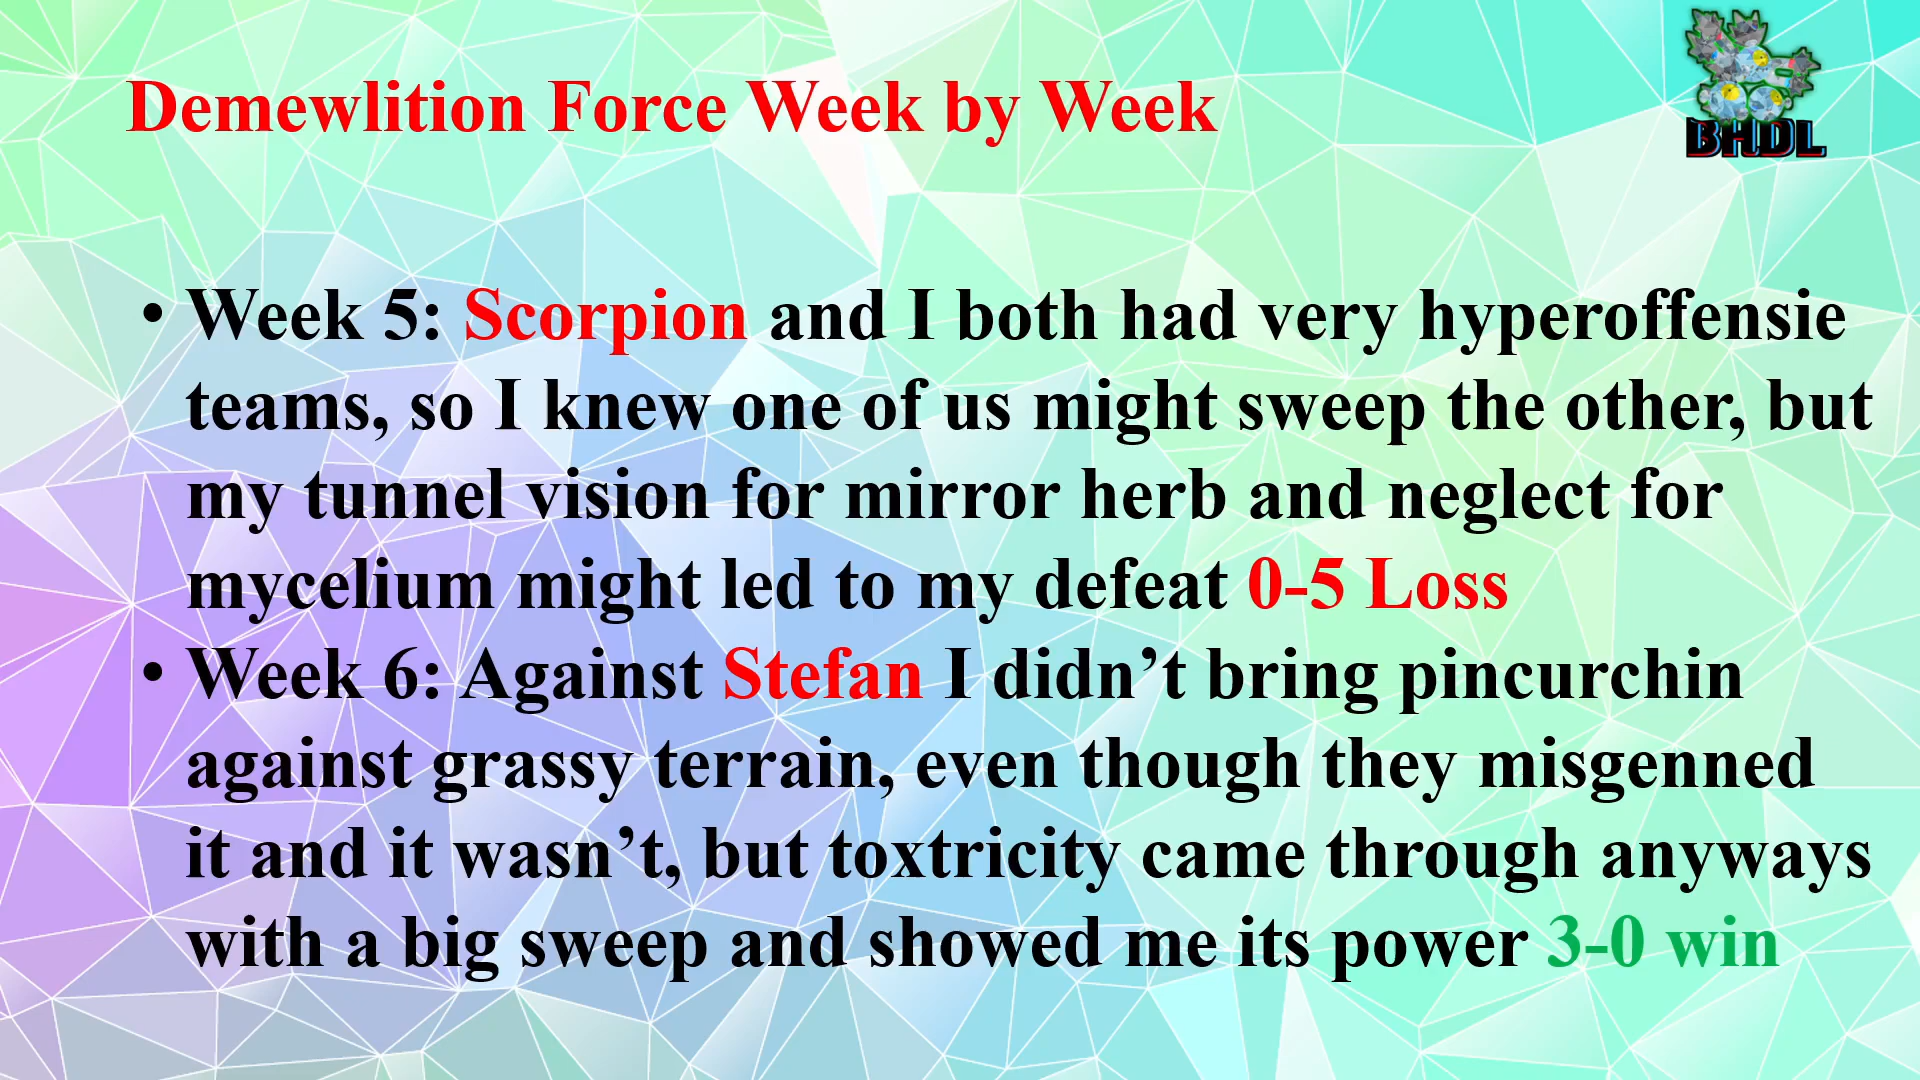 Demewlition Force Week by Week
BHDL
• Week 5: Scorpion and I both had very hyperoffensie
teams, so I knew one of us might sweep the other, but
my tunnel vision for mirror herb and neglect for
mycelium might led to my defeat 0-5 Loss
• Week 6: Against Stefan I didn’t bring pincurchin
against grassy terrain, even though they misgenned
it and it wasn’t, but toxtricity came through anyways
with a big sweep and showed me its power 3-0 win